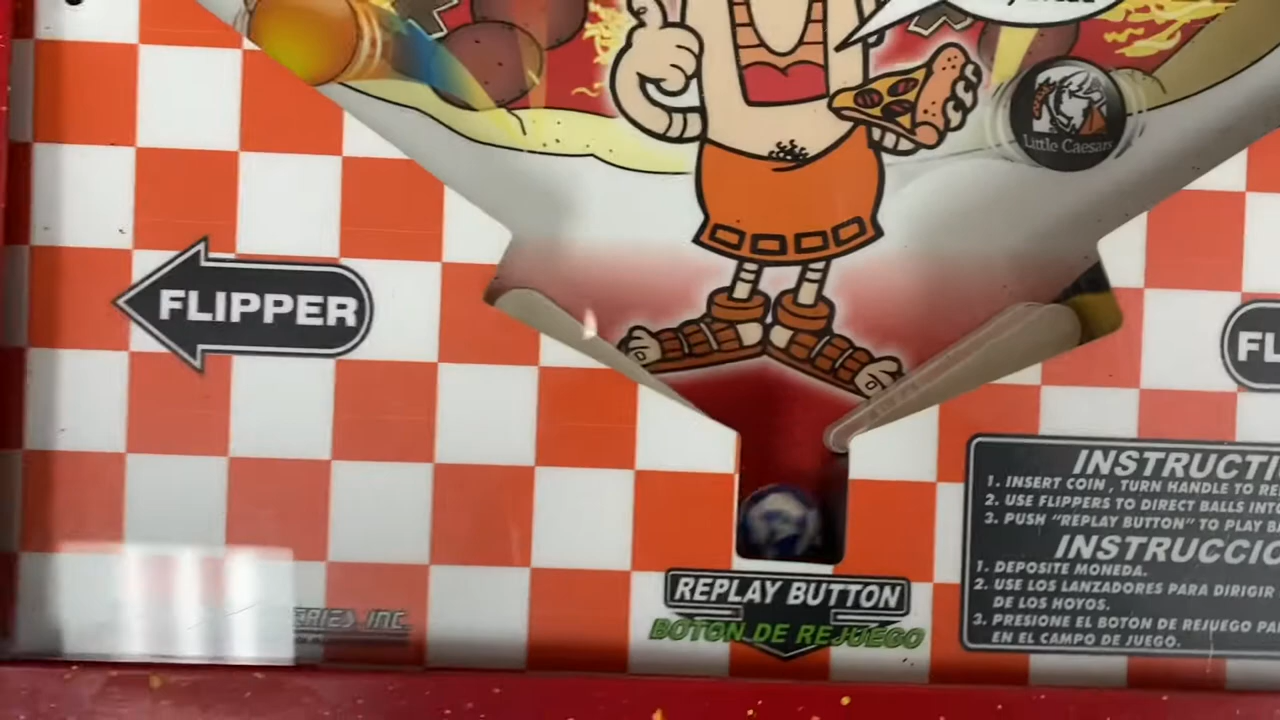 Little Caesars
FLIPPER
FL
INSTRUCTI
1. INSERT COIN , TURN HANDLE TO RE
2. USE FLIPPERS TO DIRECT BALLS INTO
3. PUSH "REPLAY BUTTON" TO PLAY BA
INSTRUCCIO
1. DEPOSITE MONEDA.
2. USE LOS LANZADORES PARA DIRIGIR
DE LOS HOYOS.
3. PRESIONE EL BOTON DE REJUEGO PA
EN EL CAMPO DE JUEGO.
REPLAY BUTTON
BOTON DE REJUEGO
ERIES, INC.